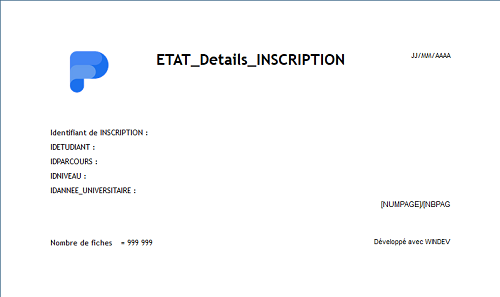 ETAT_Details_INSCRIPTION
JJ/MM/AAAA
Identifiant de INSCRIPTION :
IDETUDIANT :
IDPARCOURS :
IDNIVEAU :
IDANNEE_UNIVERSITAIRE :
[NUMPAGE]/[NBPAG
Nombre de fiches = 999 999
Développé avec WINDEV